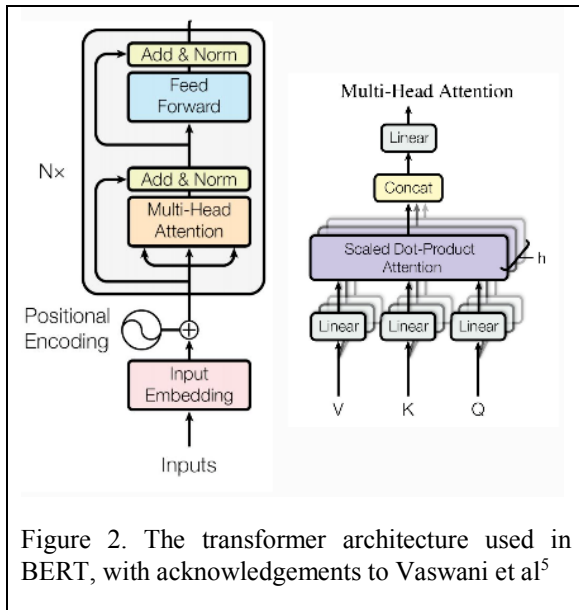 Add & Norm
Feed
Forward
Nx
Add & Norm
Multi-Head
Attention
Positional
Encoding
Input
Embedding
Inputs
Multi-Head Attention
Linear
Concat
Scaled Dot-Product
Attention
h
Linear
Linear
Linear
V
K
Q
Figure 2. The transformer architecture used in
BERT, with acknowledgements to Vaswani et al⁵